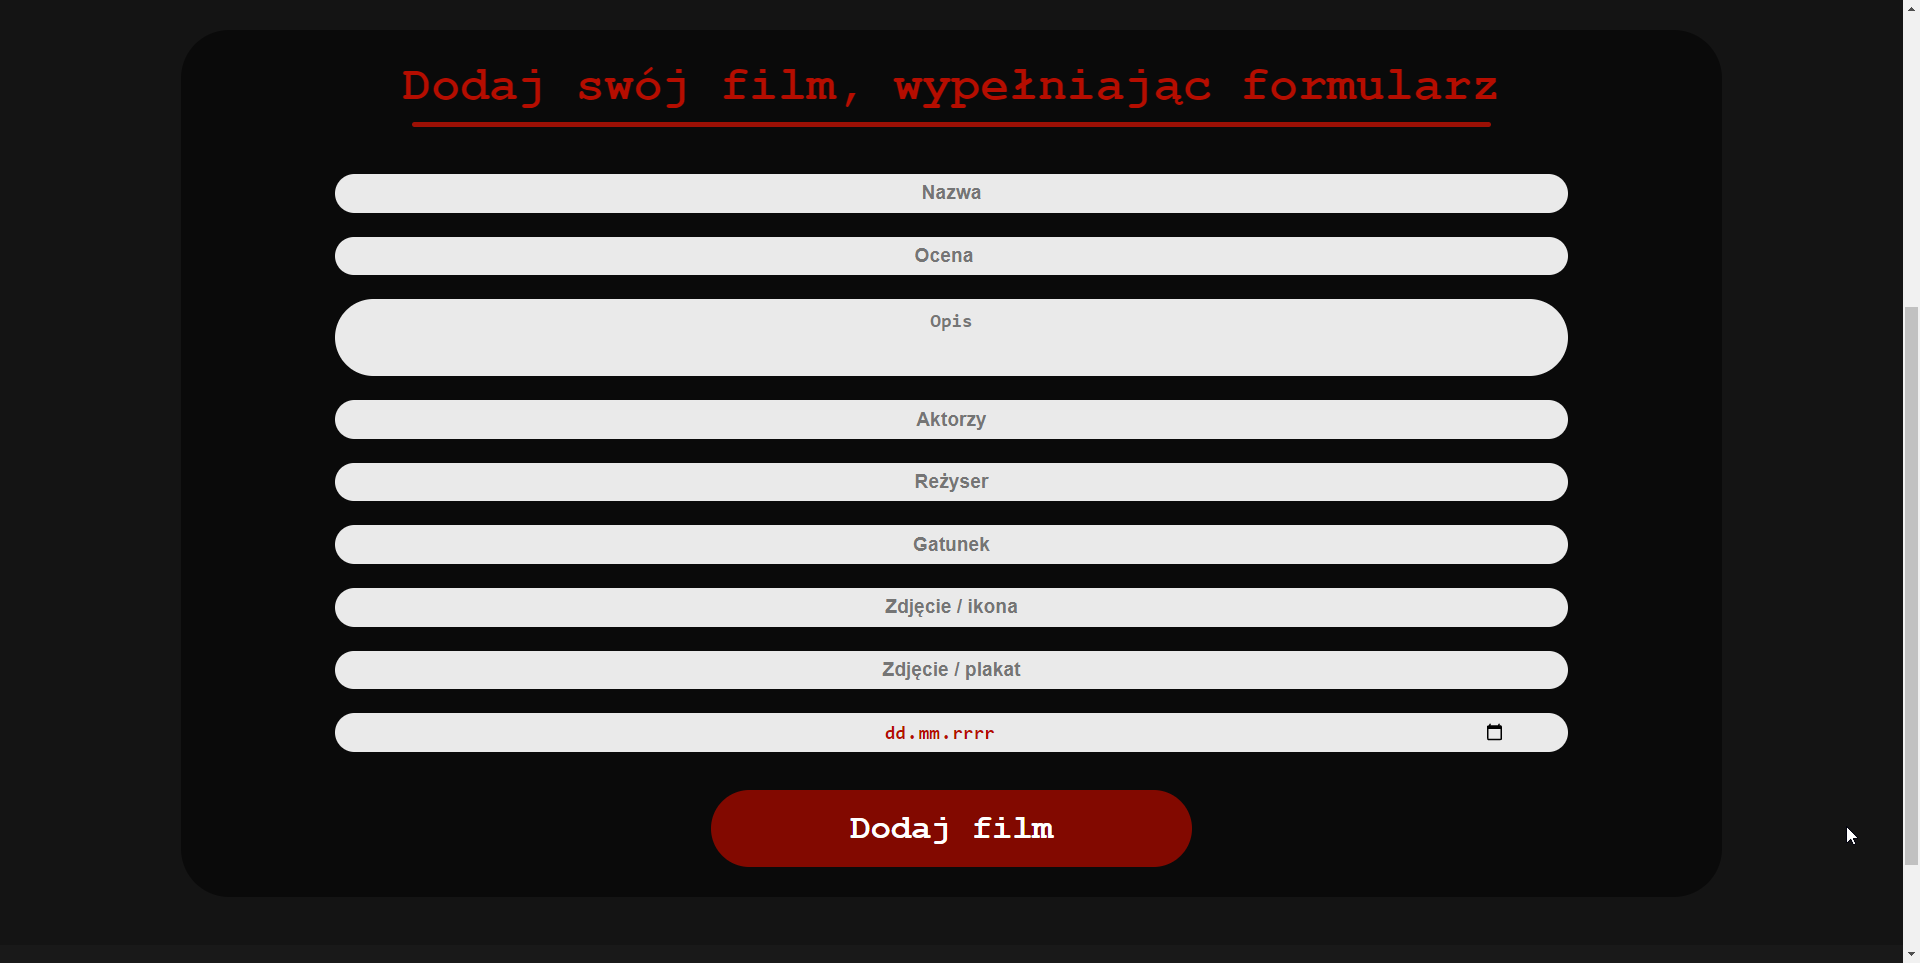 Dodaj swój film, wypełniając formularz
Nazwa
Ocena
Opis
Aktorzy
Reżyser
Gatunek
Zdjęcie / ikona
Zdjęcie / plakat
dd.mm.rrrr
Dodaj film